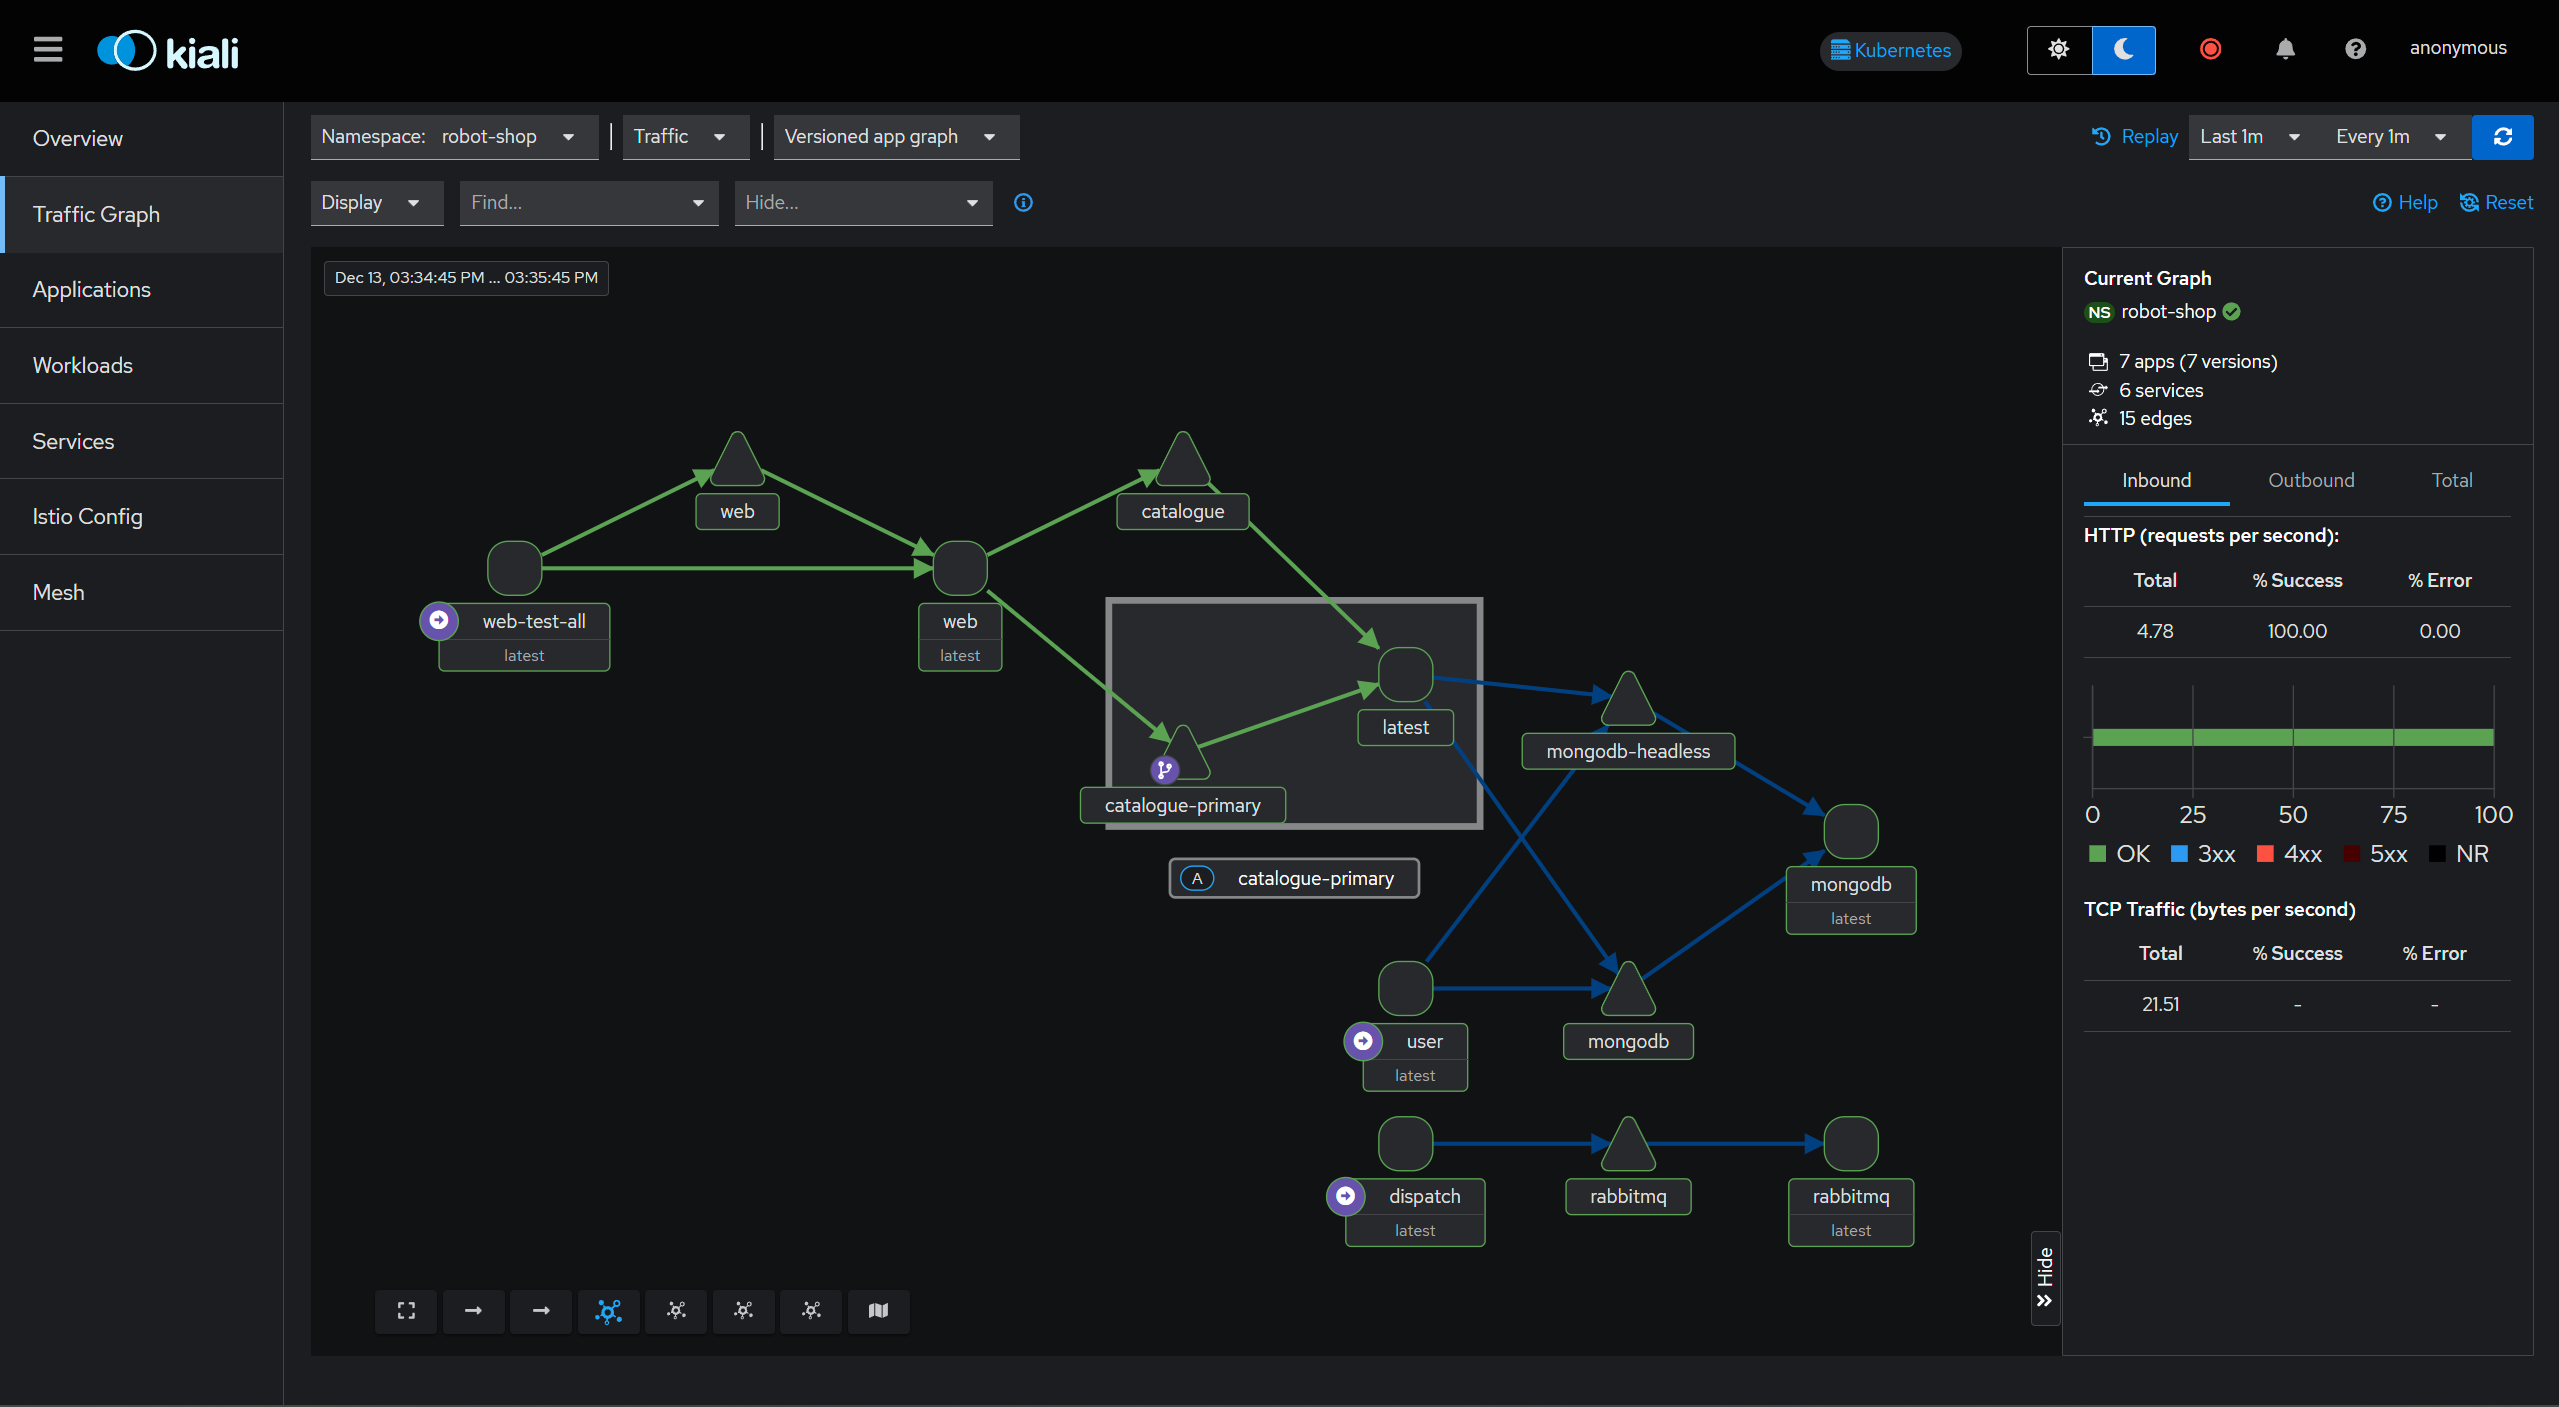 kiali
Kubernetes
anonymous
Overview
Traffic Graph
Applications
Workloads
Services
Istio Config
Mesh
Namespace: robot-shop
Traffic
Versioned app graph
Replay
Last 1m
Every 1m
Display
Find...
Hide...
Help
Reset
Dec 13, 03:34:45 PM ... 03:35:45 PM
web
catalogue
web-test-all
latest
web
latest
latest
catalogue-primary
A catalogue-primary
mongodb-headless
mongodb
latest
user
latest
mongodb
dispatch
latest
rabbitmq
rabbitmq
latest
Hide
Current Graph
NS robot-shop
7 apps (7 versions)
6 services
15 edges
Inbound Outbound Total
HTTP (requests per second):
Total % Success % Error
4.78 100.00 0.00
0 25 50 75 100
OK 3xx 4xx 5xx NR
TCP Traffic (bytes per second)
Total % Success % Error
21.51 - -